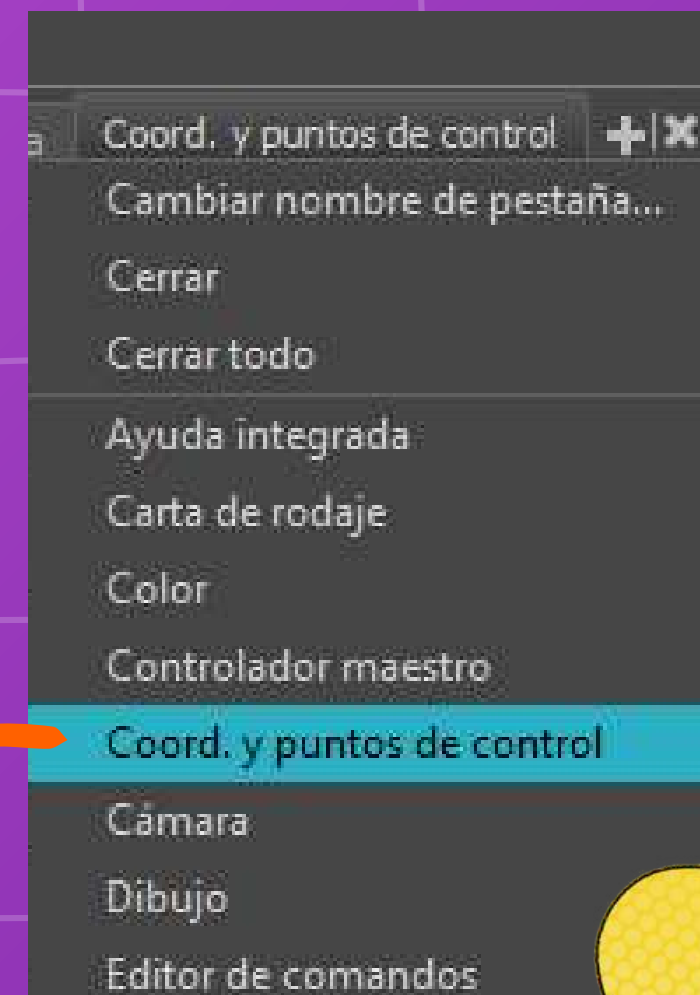 a Coord. y puntos de control
Cambiar nombre de pestaña...
Cerrar
Cerrar todo
Ayuda integrada
Carta de rodaje
Color
Controlador maestro
Coord. y puntos de control
Cámara
Dibujo
Editor de comandos